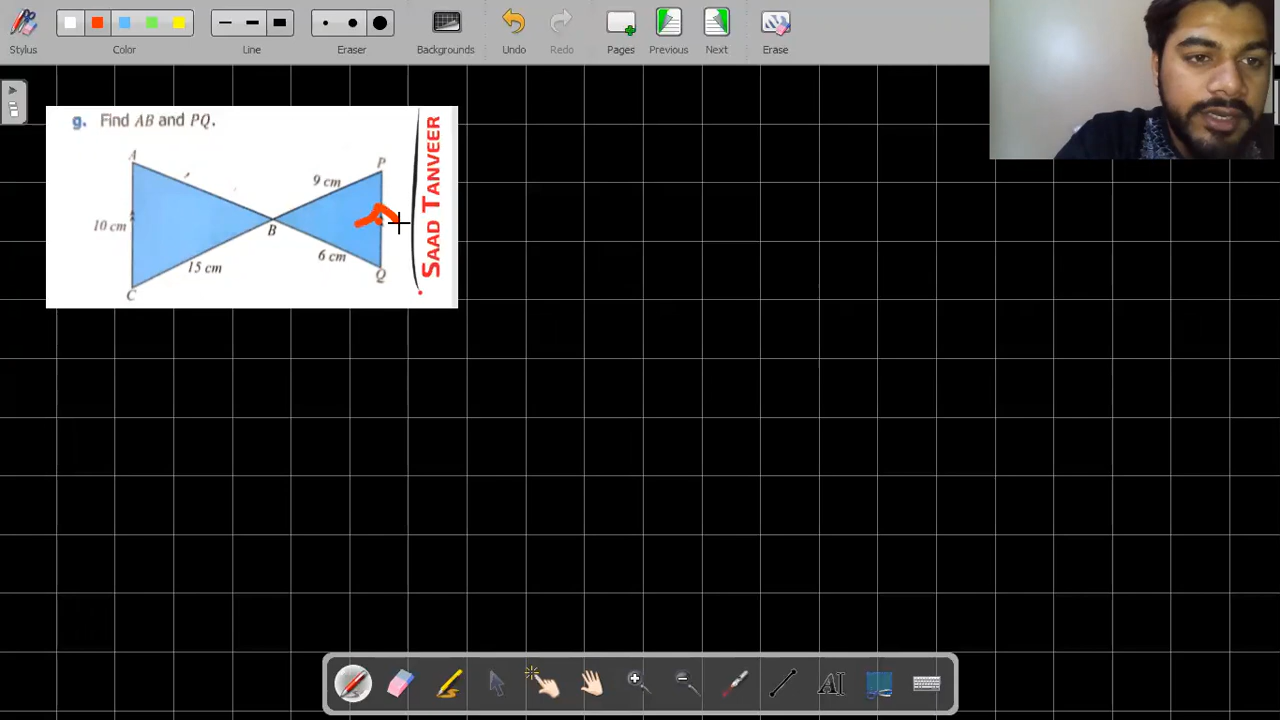 Stylus
Color
Line
Eraser
Backgrounds
Undo
Redo
Pages
Previous
Next
Erase
g. Find AB and PQ.
A
P
9 cm
10 cm
B
6 cm
15 cm
Q
C
SAAD TANVEER
AI